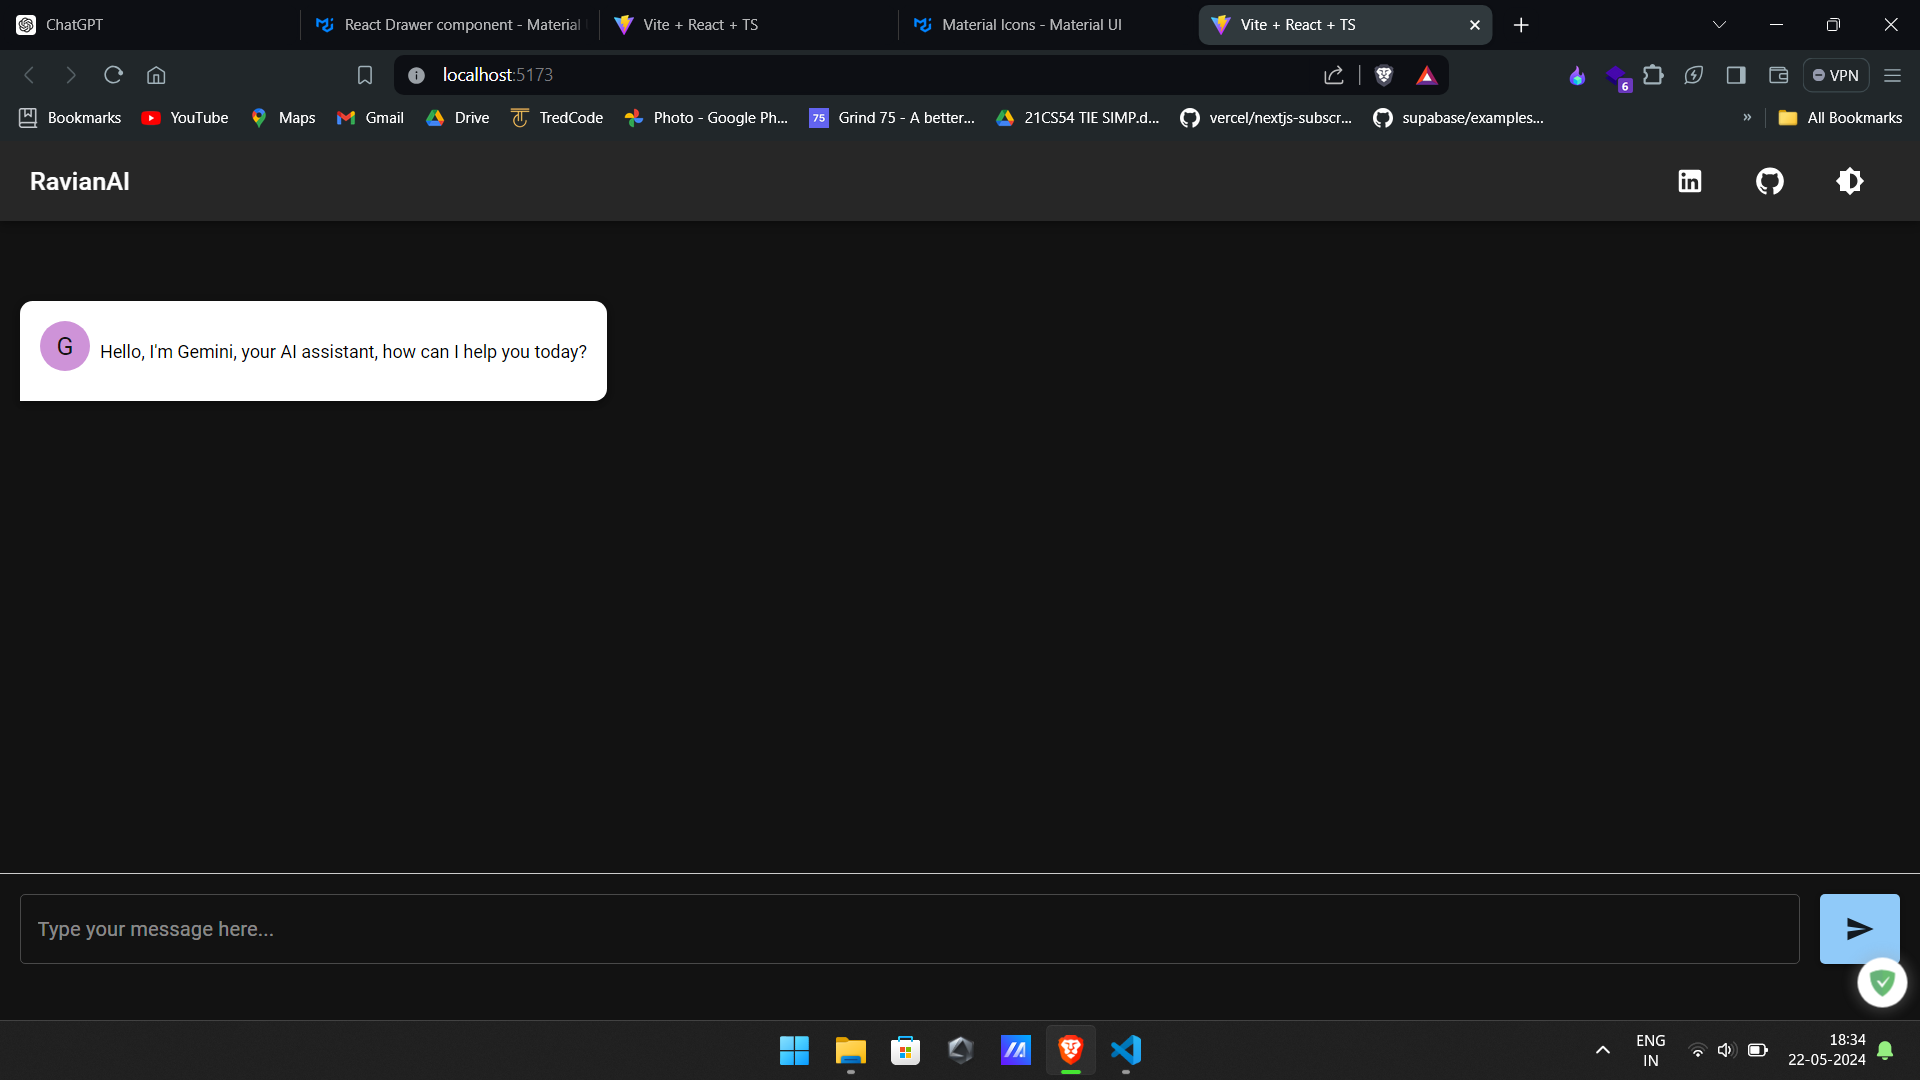 ChatGPT
React Drawer component - Material
Vite + React + TS
Material Icons - Material UI
Vite + React + TS
localhost:5173
6
VPN
Bookmarks
YouTube
Maps
Gmail
Drive
TredCode
Photo - Google Ph...
75
Grind 75 - A better...
21CS54 TIE SIMP.d...
vercel/nextjs-subscr...
supabase/examples...
»
All Bookmarks
RavianAI
G
Hello, I'm Gemini, your AI assistant, how can I help you today?
Type your message here...
ENG
IN
18:34
22-05-2024